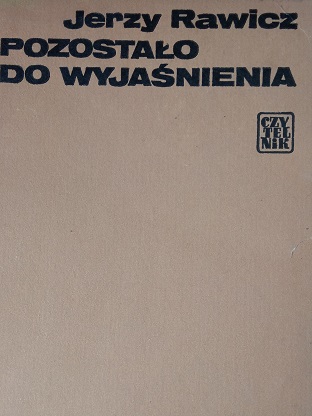 Jerzy Rawicz
POZOSTAŁO
DO WYJAŚNIENIA
CZY
TEL
NiK